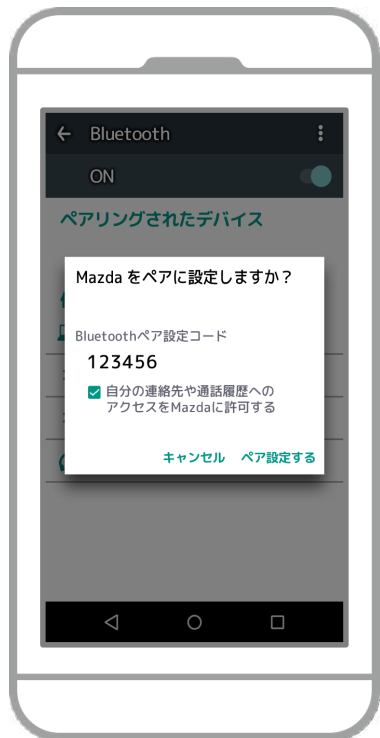 Bluetooth
ON
ペアリングされたデバイス
Mazda をペアに設定しますか？
Bluetoothペア設定コード
123456
自分の連絡先や通話履歴への
アクセスをMazdaに許可する
キャンセル ペア設定する